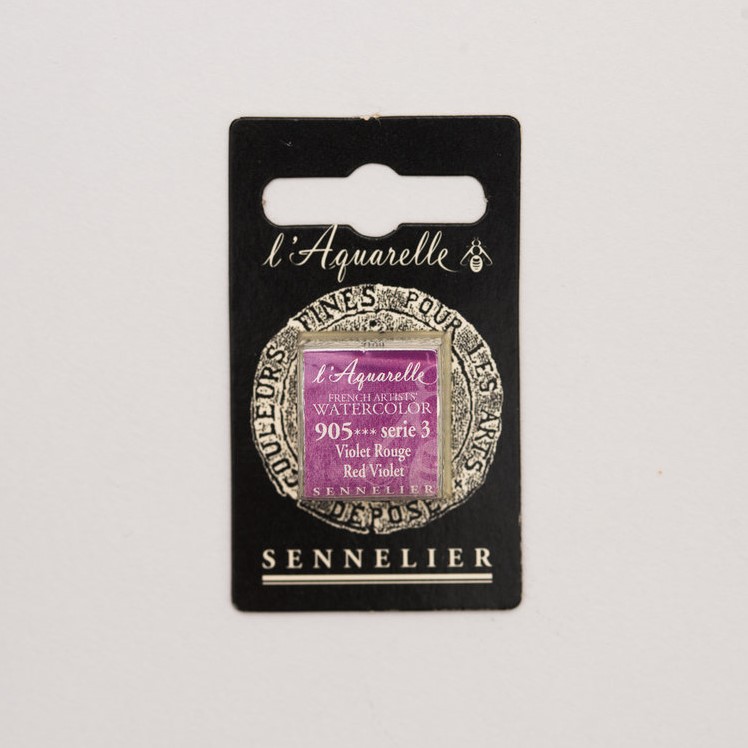 l'Aquarelle
COULEURS FINES POUR LES ARTS
DÉPOSÉ
l'Aquarelle
FRENCH ARTISTS'
WATERCOLOR
905*** serie 3
Violet Rouge
Red Violet
SENNELIER
SENNELIER